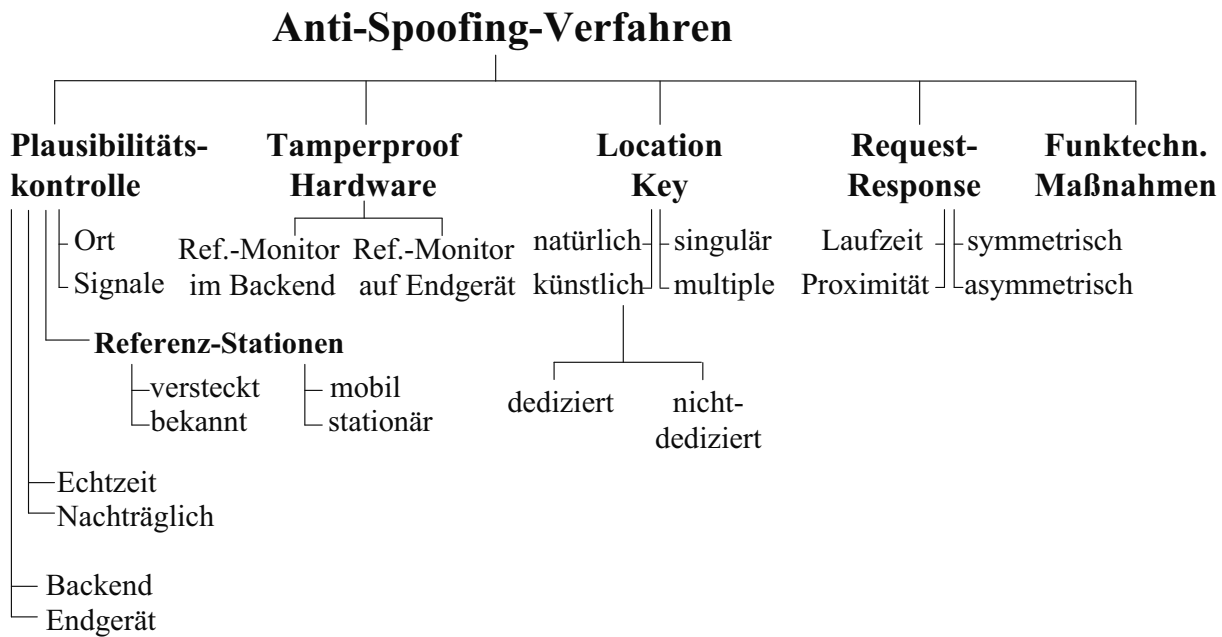 Anti-Spoofing-Verfahren
Plausibilitäts-
kontrolle
Tamperproof
Hardware
Location
Key
Request-
Response
Funktechn.
Maßnahmen
Ort
Signale
Ref.-Monitor
im Backend
Ref.-Monitor
auf Endgerät
natürlich
künstlich
singulär
multiple
Laufzeit
Proximität
symmetrisch
asymmetrisch
Referenz-Stationen
versteckt
bekannt
mobil
stationär
dediziert
nicht-
dediziert
Echtzeit
Nachträglich
Backend
Endgerät